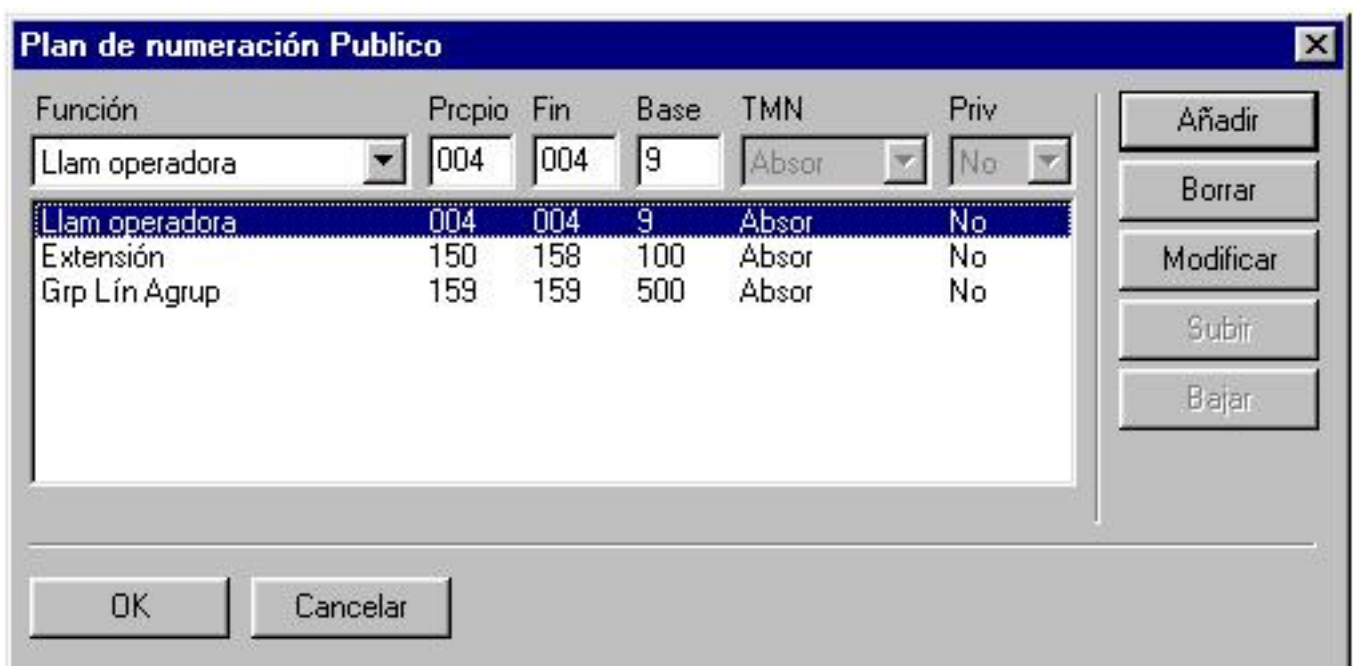 Plan de numeración Publico
Función Prcpio Fin Base TMN Priv
Llam operadora 004 004 9 Absor No
Llam operadora 004 004 9 Absor No
Extensión 150 158 100 Absor No
Grp Lín Agrup 159 159 500 Absor No
Añadir
Borrar
Modificar
Subir
Bajar
OK Cancelar